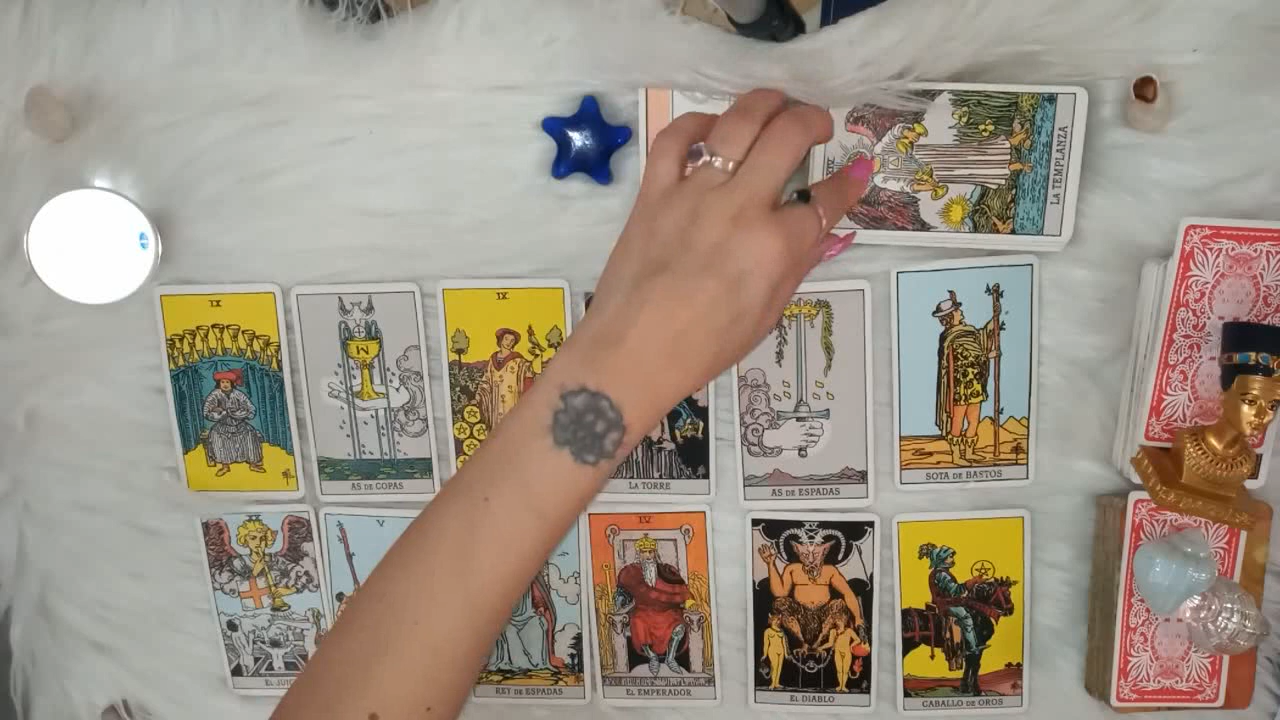 LA TEMPLANZA
IX
IX
AS DE COPAS
LA TORRE
AS DE ESPADAS
SOTA DE BASTOS
V
IV
XV
REY DE ESPADAS
EL EMPERADOR
EL DIABLO
CABALLO DE OROS